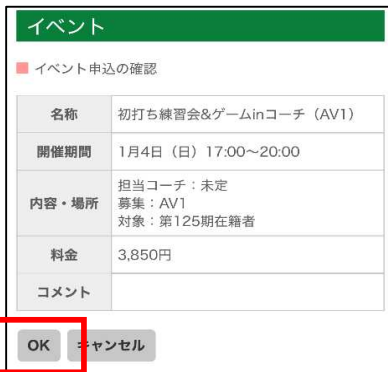 イベント
イベント申込の確認
名称 初打ち練習会&ゲームinコーチ（AV1）
開催期間 1月4日（日）17:00〜20:00
内容・場所 担当コーチ：未定
募集：AV1
対象：第125期在籍者
料金 3,850円
コメント
OK キャンセル